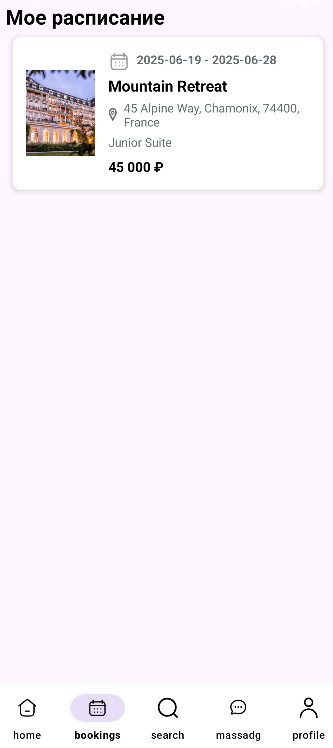 Мое расписание
2025-06-19 - 2025-06-28
Mountain Retreat
45 Alpine Way, Chamonix, 74400,
France
Junior Suite
45 000 ₽
home
bookings
search
massadg
profile